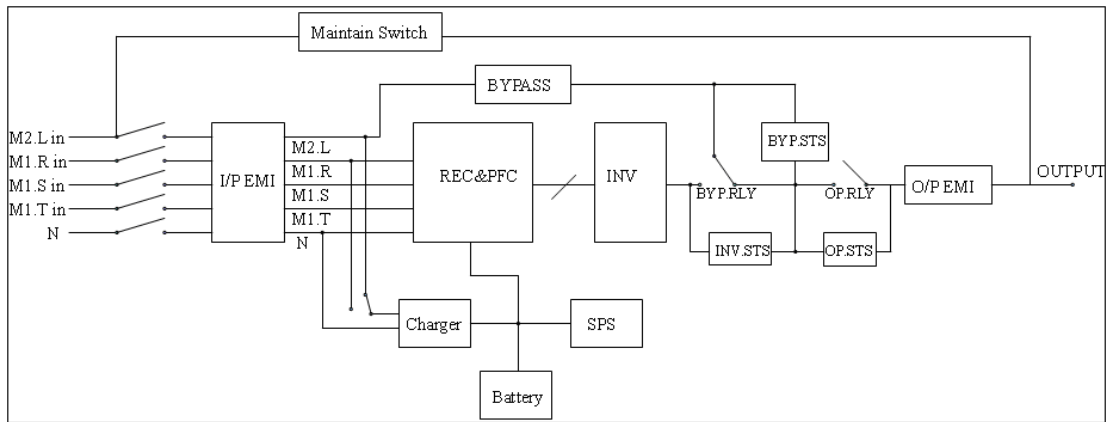 Maintain Switch
BYPASS
M2.L in
M1.R in
M1.S in
M1.T in
N
I/P EMI
M2.L
M1.R
M1.S
M1.T
N
REC&PFC
INV
BYP.STS
BYP.RLY
OP.RLY
O/P EMI
OUTPUT
INV.STS
OP.STS
Charger
SPS
Battery